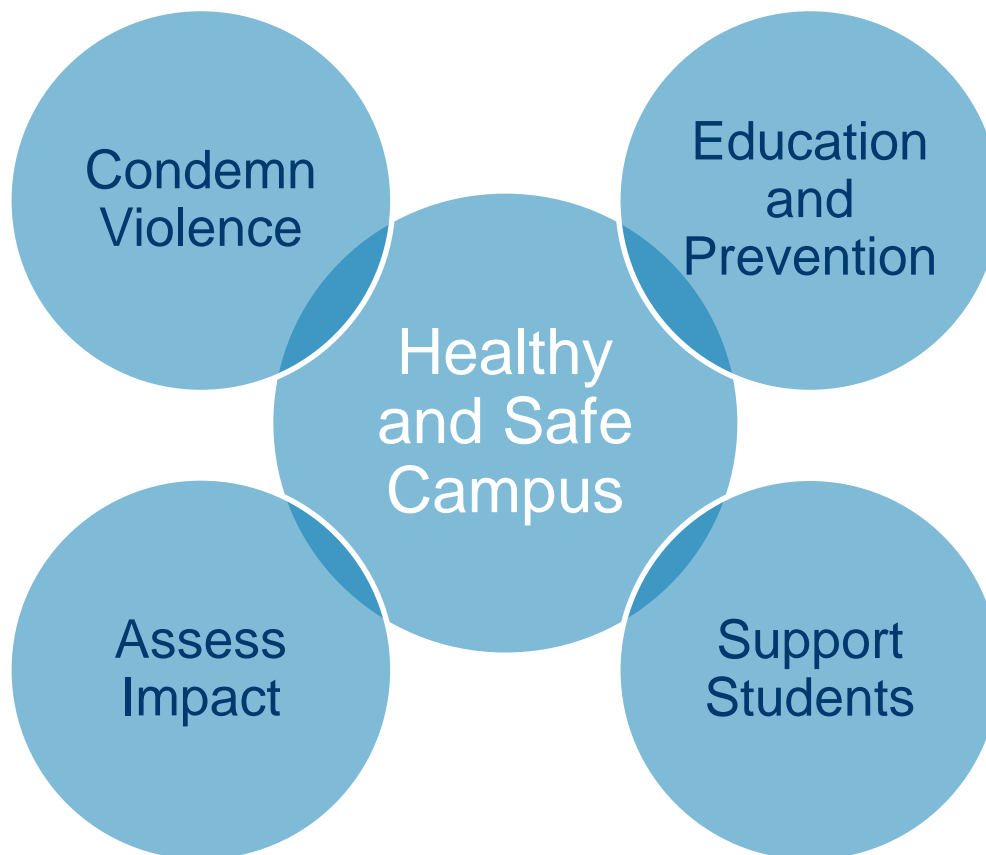 Condemn
Violence
Education
and
Prevention
Healthy
and Safe
Campus
Assess
Impact
Support
Students